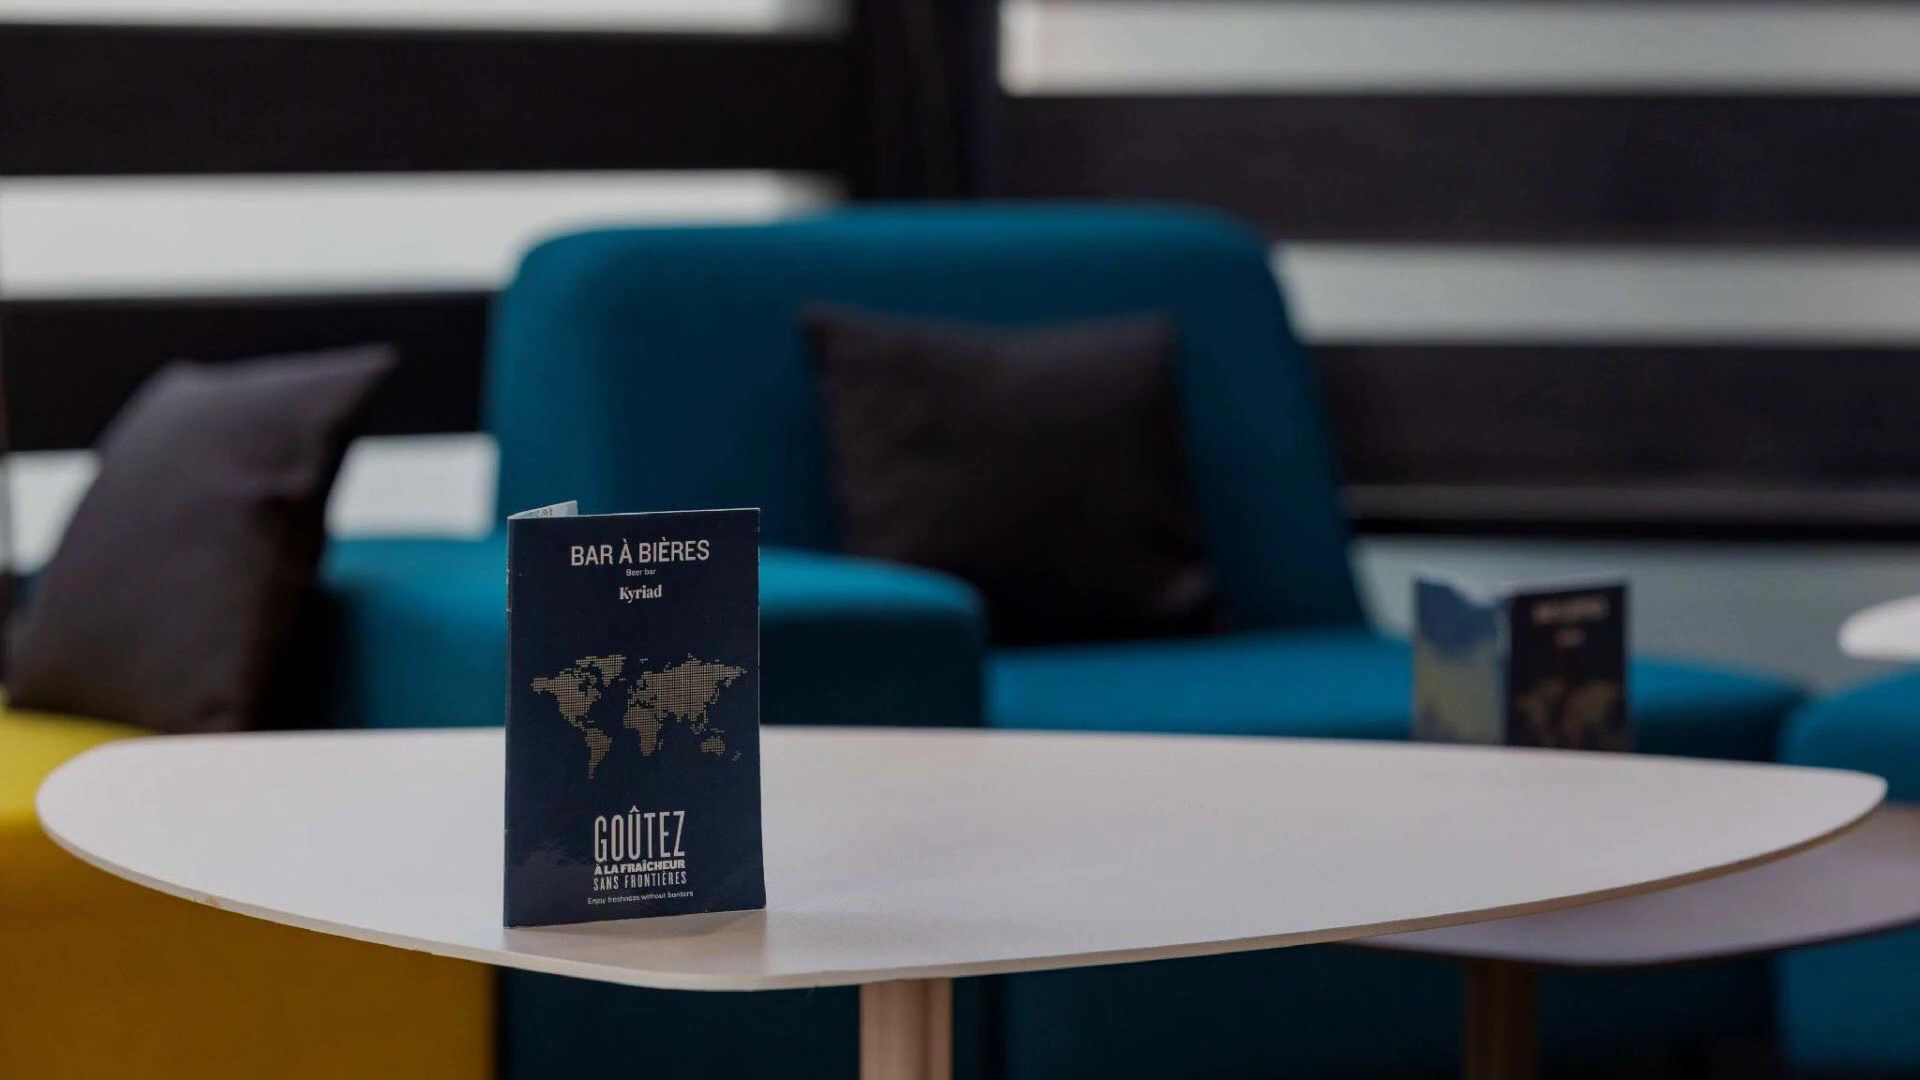 BAR À BIÈRES
Beer bar
Kyriad
GOÛTEZ
À LA FRAÎCHEUR
SANS FRONTIÈRES
Enjoy freshness without borders